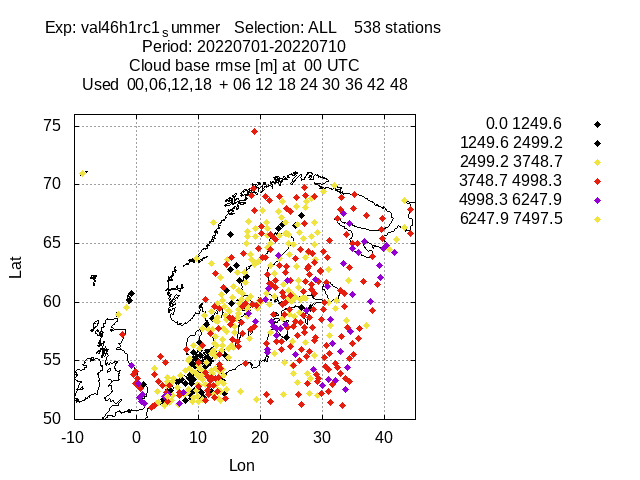 Exp: val46h1rc1summer Selection: ALL 538 stations
Period: 20220701-20220710
Cloud base rmse [m] at 00 UTC
Used 00,06,12,18 + 06 12 18 24 30 36 42 48
0.0 1249.6
1249.6 2499.2
2499.2 3748.7
3748.7 4998.3
4998.3 6247.9
6247.9 7497.5
75
70
65
60
55
50
Lat
-10 0 10 20 30 40
Lon